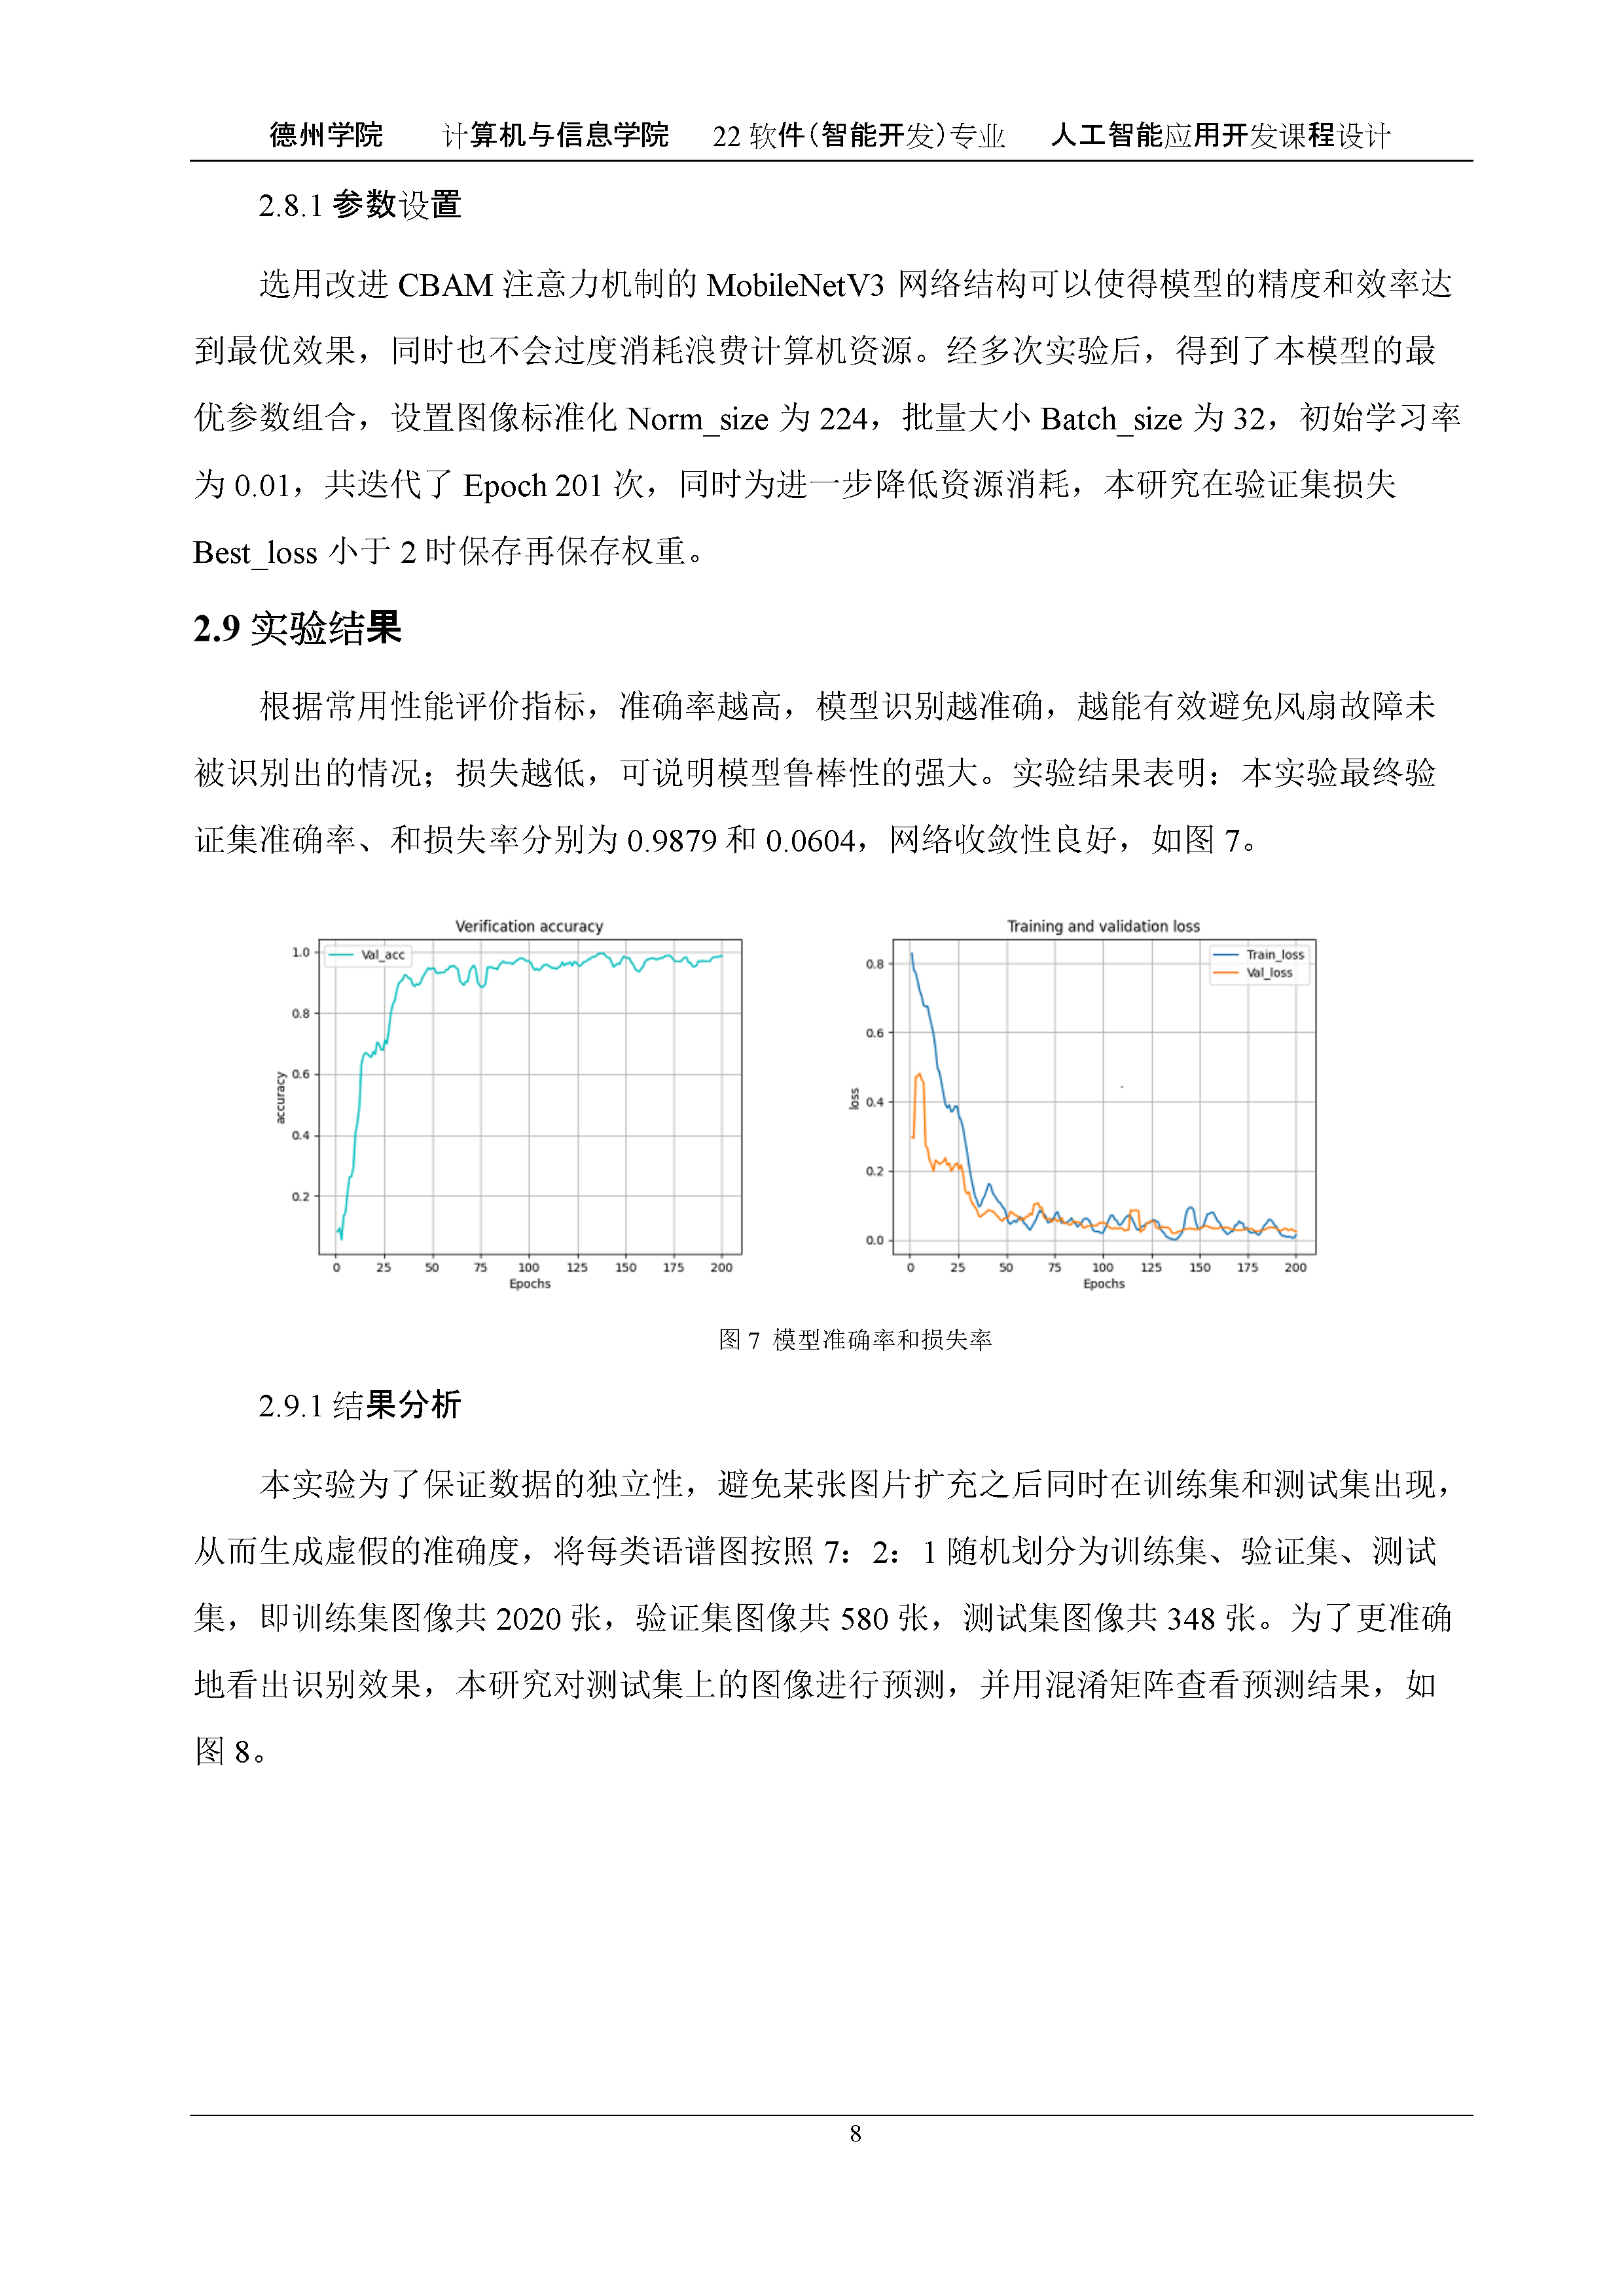 德州学院 计算机与信息学院 22 软件（智能开发）专业 人工智能应用开发课程设计
2.8.1 参数设置
选用改进 CBAM 注意力机制的 MobileNetV3 网络结构可以使得模型的精度和效率达
到最优效果，同时也不会过度消耗浪费计算机资源。经多次实验后，得到了本模型的最
优参数组合，设置图像标准化 Norm_size 为 224，批量大小 Batch_size 为 32，初始学习率
为 0.01，共迭代了 Epoch 201 次，同时为进一步降低资源消耗，本研究在验证集损失
Best_loss 小于 2 时保存再保存权重。
2.9 实验结果
根据常用性能评价指标，准确率越高，模型识别越准确，越能有效避免风扇故障未
被识别出的情况；损失越低，可说明模型鲁棒性的强大。实验结果表明：本实验最终验
证集准确率、和损失率分别为 0.9879 和 0.0604，网络收敛性良好，如图 7。
Verification accuracy
Val_acc
1.0
0.8
0.6
0.4
0.2
accuracy
0 25 50 75 100 125 150 175 200
Epochs
Training and validation loss
Train_loss
Val_loss
0.8
0.6
0.4
0.2
0.0
loss
0 25 50 75 100 125 150 175 200
Epochs
图 7 模型准确率和损失率
2.9.1 结果分析
本实验为了保证数据的独立性，避免某张图片扩充之后同时在训练集和测试集出现，
从而生成虚假的准确度，将每类语谱图按照 7：2：1 随机划分为训练集、验证集、测试
集，即训练集图像共 2020 张，验证集图像共 580 张，测试集图像共 348 张。为了更准确
地看出识别效果，本研究对测试集上的图像进行预测，并用混淆矩阵查看预测结果，如
图 8。
8